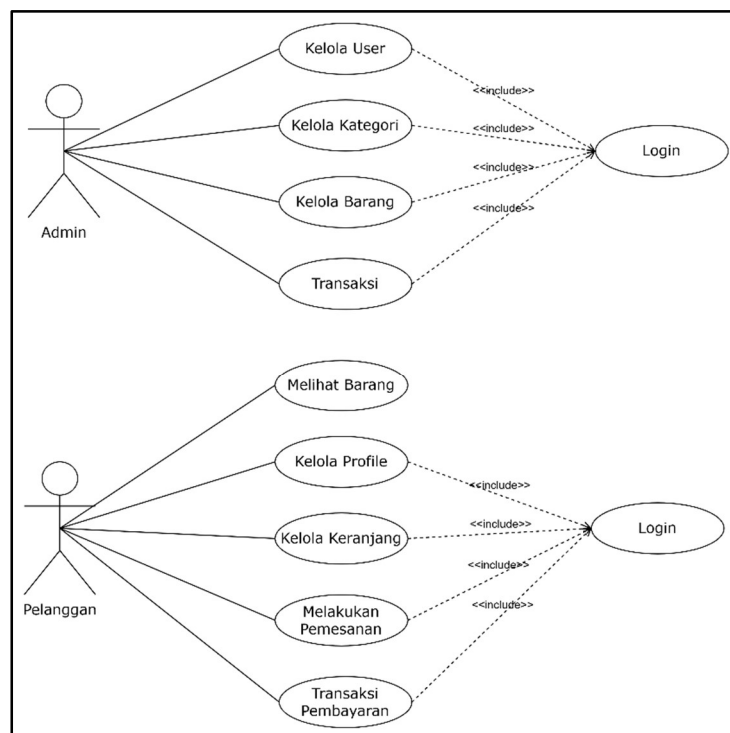 Kelola User
<<include>>
Kelola Kategori
<<include>>
Login
Kelola Barang
<<include>>
<<include>>
Admin
Transaksi
Melihat Barang
Kelola Profile
<<include>>
Kelola Keranjang
<<include>>
Login
<<include>>
Pelanggan
Melakukan
Pemesanan
<<include>>
Transaksi
Pembayaran